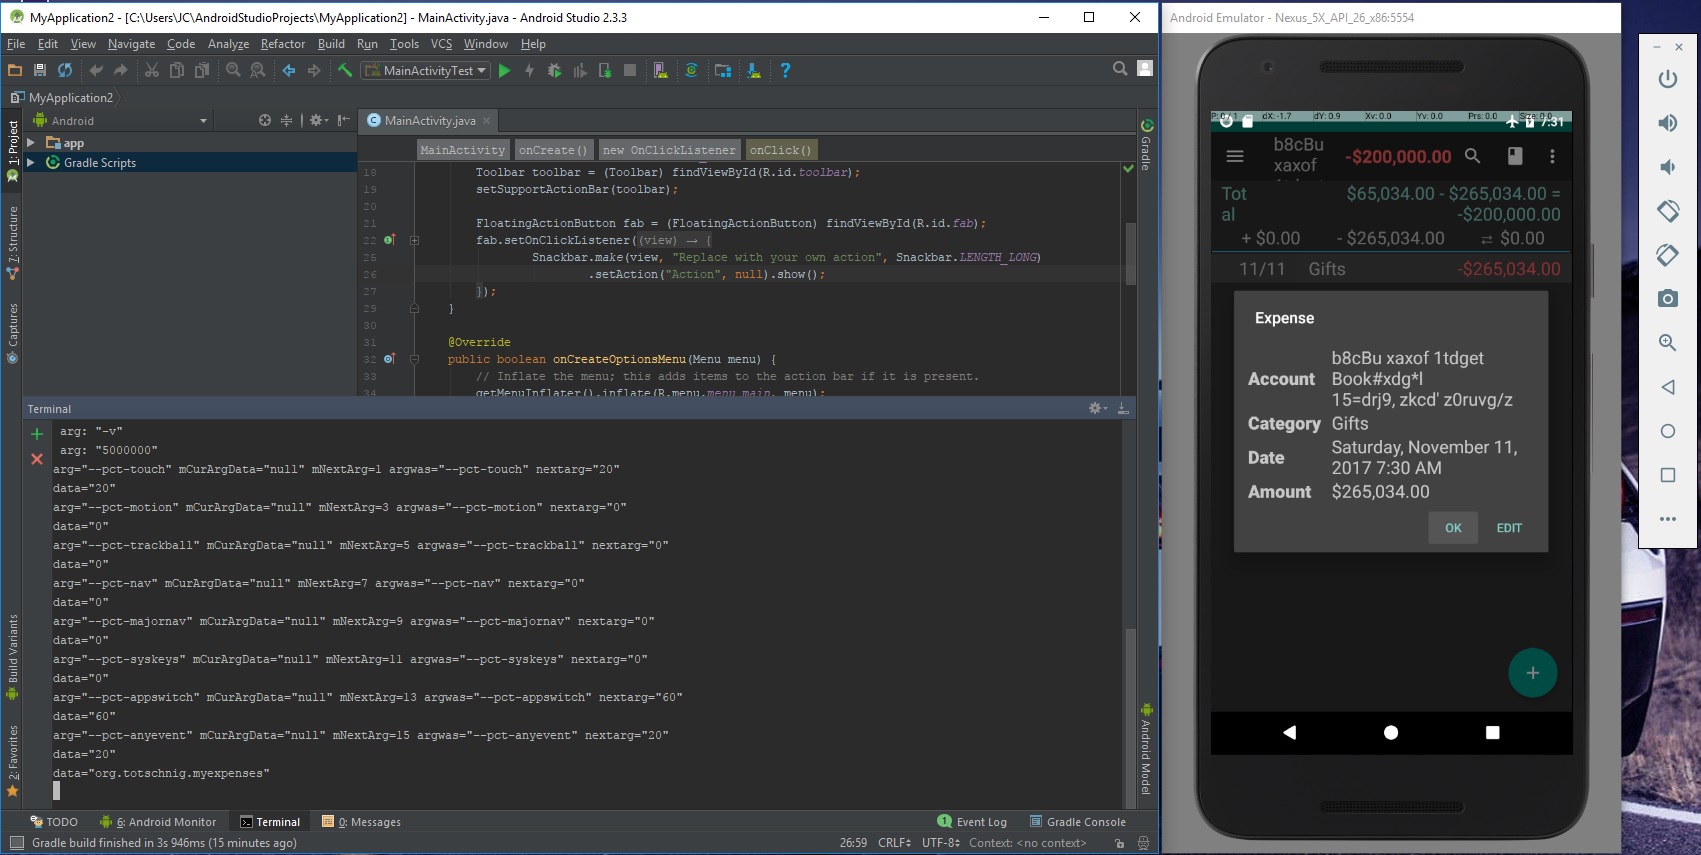 MyApplication2 - [C:\Users\JC\AndroidStudioProjects\MyApplication2] - MainActivity.java - Android Studio 2.3.3
File Edit View Navigate Code Analyze Refactor Build Run Tools VCS Window Help
MainActivityTest
MyApplication2
Android
app
Gradle Scripts
1: Project
7: Structure
Captures
Build Variants
2: Favorites
MainActivity.java
MainActivity onCreate() new OnClickListener onClick()
18 Toolbar toolbar = (Toolbar) findViewById(R.id.toolbar);
19 setSupportActionBar(toolbar);
20
21 FloatingActionButton fab = (FloatingActionButton) findViewById(R.id.fab);
22 fab.setOnClickListener((view) → {
25 Snackbar.make(view, "Replace with your own action", Snackbar.LENGTH_LONG)
26 .setAction("Action", null).show();
27 });
29 }
30
31 @Override
32 public boolean onCreateOptionsMenu(Menu menu) {
33 // Inflate the menu; this adds items to the action bar if it is present.
34 getMenuInflater().inflate(R.menu.menu_main, menu);
Gradle
Android Model
Terminal
arg: "-v"
arg: "5000000"
arg="--pct-touch" mCurArgData="null" mNextArg=1 argwas="--pct-touch" nextarg="20"
data="20"
arg="--pct-motion" mCurArgData="null" mNextArg=3 argwas="--pct-motion" nextarg="0"
data="0"
arg="--pct-trackball" mCurArgData="null" mNextArg=5 argwas="--pct-trackball" nextarg="0"
data="0"
arg="--pct-nav" mCurArgData="null" mNextArg=7 argwas="--pct-nav" nextarg="0"
data="0"
arg="--pct-majornav" mCurArgData="null" mNextArg=9 argwas="--pct-majornav" nextarg="0"
data="0"
arg="--pct-syskeys" mCurArgData="null" mNextArg=11 argwas="--pct-syskeys" nextarg="0"
data="0"
arg="--pct-appswitch" mCurArgData="null" mNextArg=13 argwas="--pct-appswitch" nextarg="60"
data="60"
arg="--pct-anyevent" mCurArgData="null" mNextArg=15 argwas="--pct-anyevent" nextarg="20"
data="20"
data="org.totschnig.myexpenses"
TODO 6: Android Monitor Terminal 0: Messages 1 Event Log Gradle Console
Gradle build finished in 3s 946ms (15 minutes ago) 26:59 CRLF UTF-8 Context: <no context>
Android Emulator - Nexus_5X_API_26_x86:5554
dX: -1.7 dY: 0.9 Xv: 0.0 Yv: 0.0 Prs: 0.0
7:31
b8cBu
xaxof
-$200,000.00
Tot
al
$65,034.00 - $265,034.00 =
-$200,000.00
+ $0.00 - $265,034.00 ⇄ $0.00
11/11 Gifts -$265,034.00
Expense
Account b8cBu xaxof 1tdget
Book#xdg*l
15=drj9, zkcd' z0ruvg/z
Category Gifts
Date Saturday, November 11,
2017 7:30 AM
Amount $265,034.00
OK EDIT